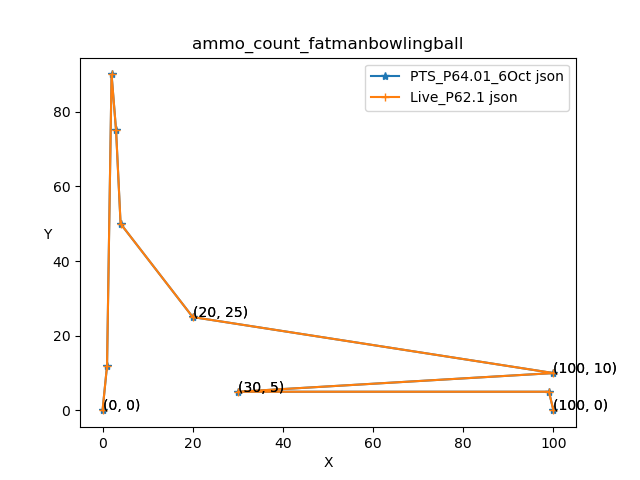 ammo_count_fatmanbowlingball
PTS_P64.01_6Oct json
Live_P62.1 json
Y
80
60
40
20
0
(20, 25)
(100, 10)
(30, 5)
(0, 0)
(100, 0)
0 20 40 60 80 100
X